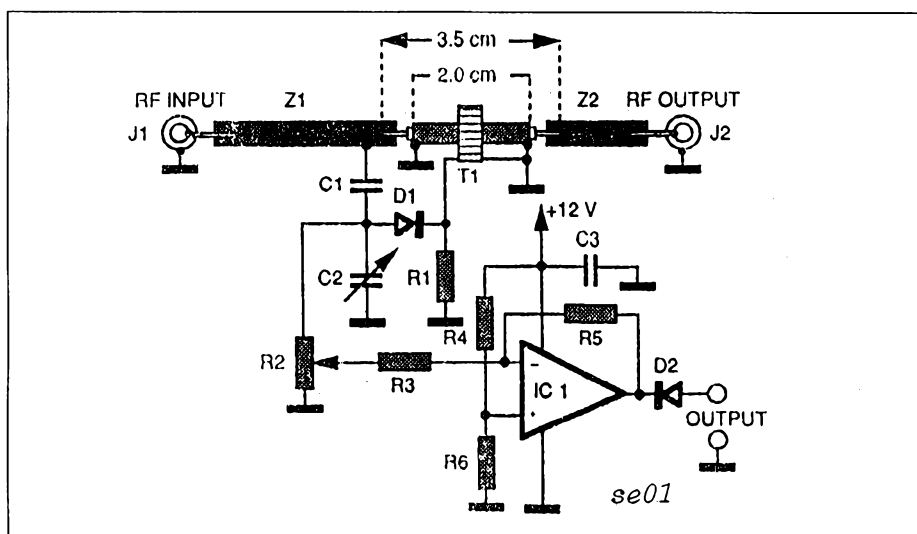 3.5 cm
2.0 cm
RF INPUT
Z1
Z2
RF OUTPUT
J1
J2
T1
C1
D1
+12 V
C3
C2
R1
R4
R5
R2
R3
D2
IC 1
−
+
OUTPUT
R6
se01